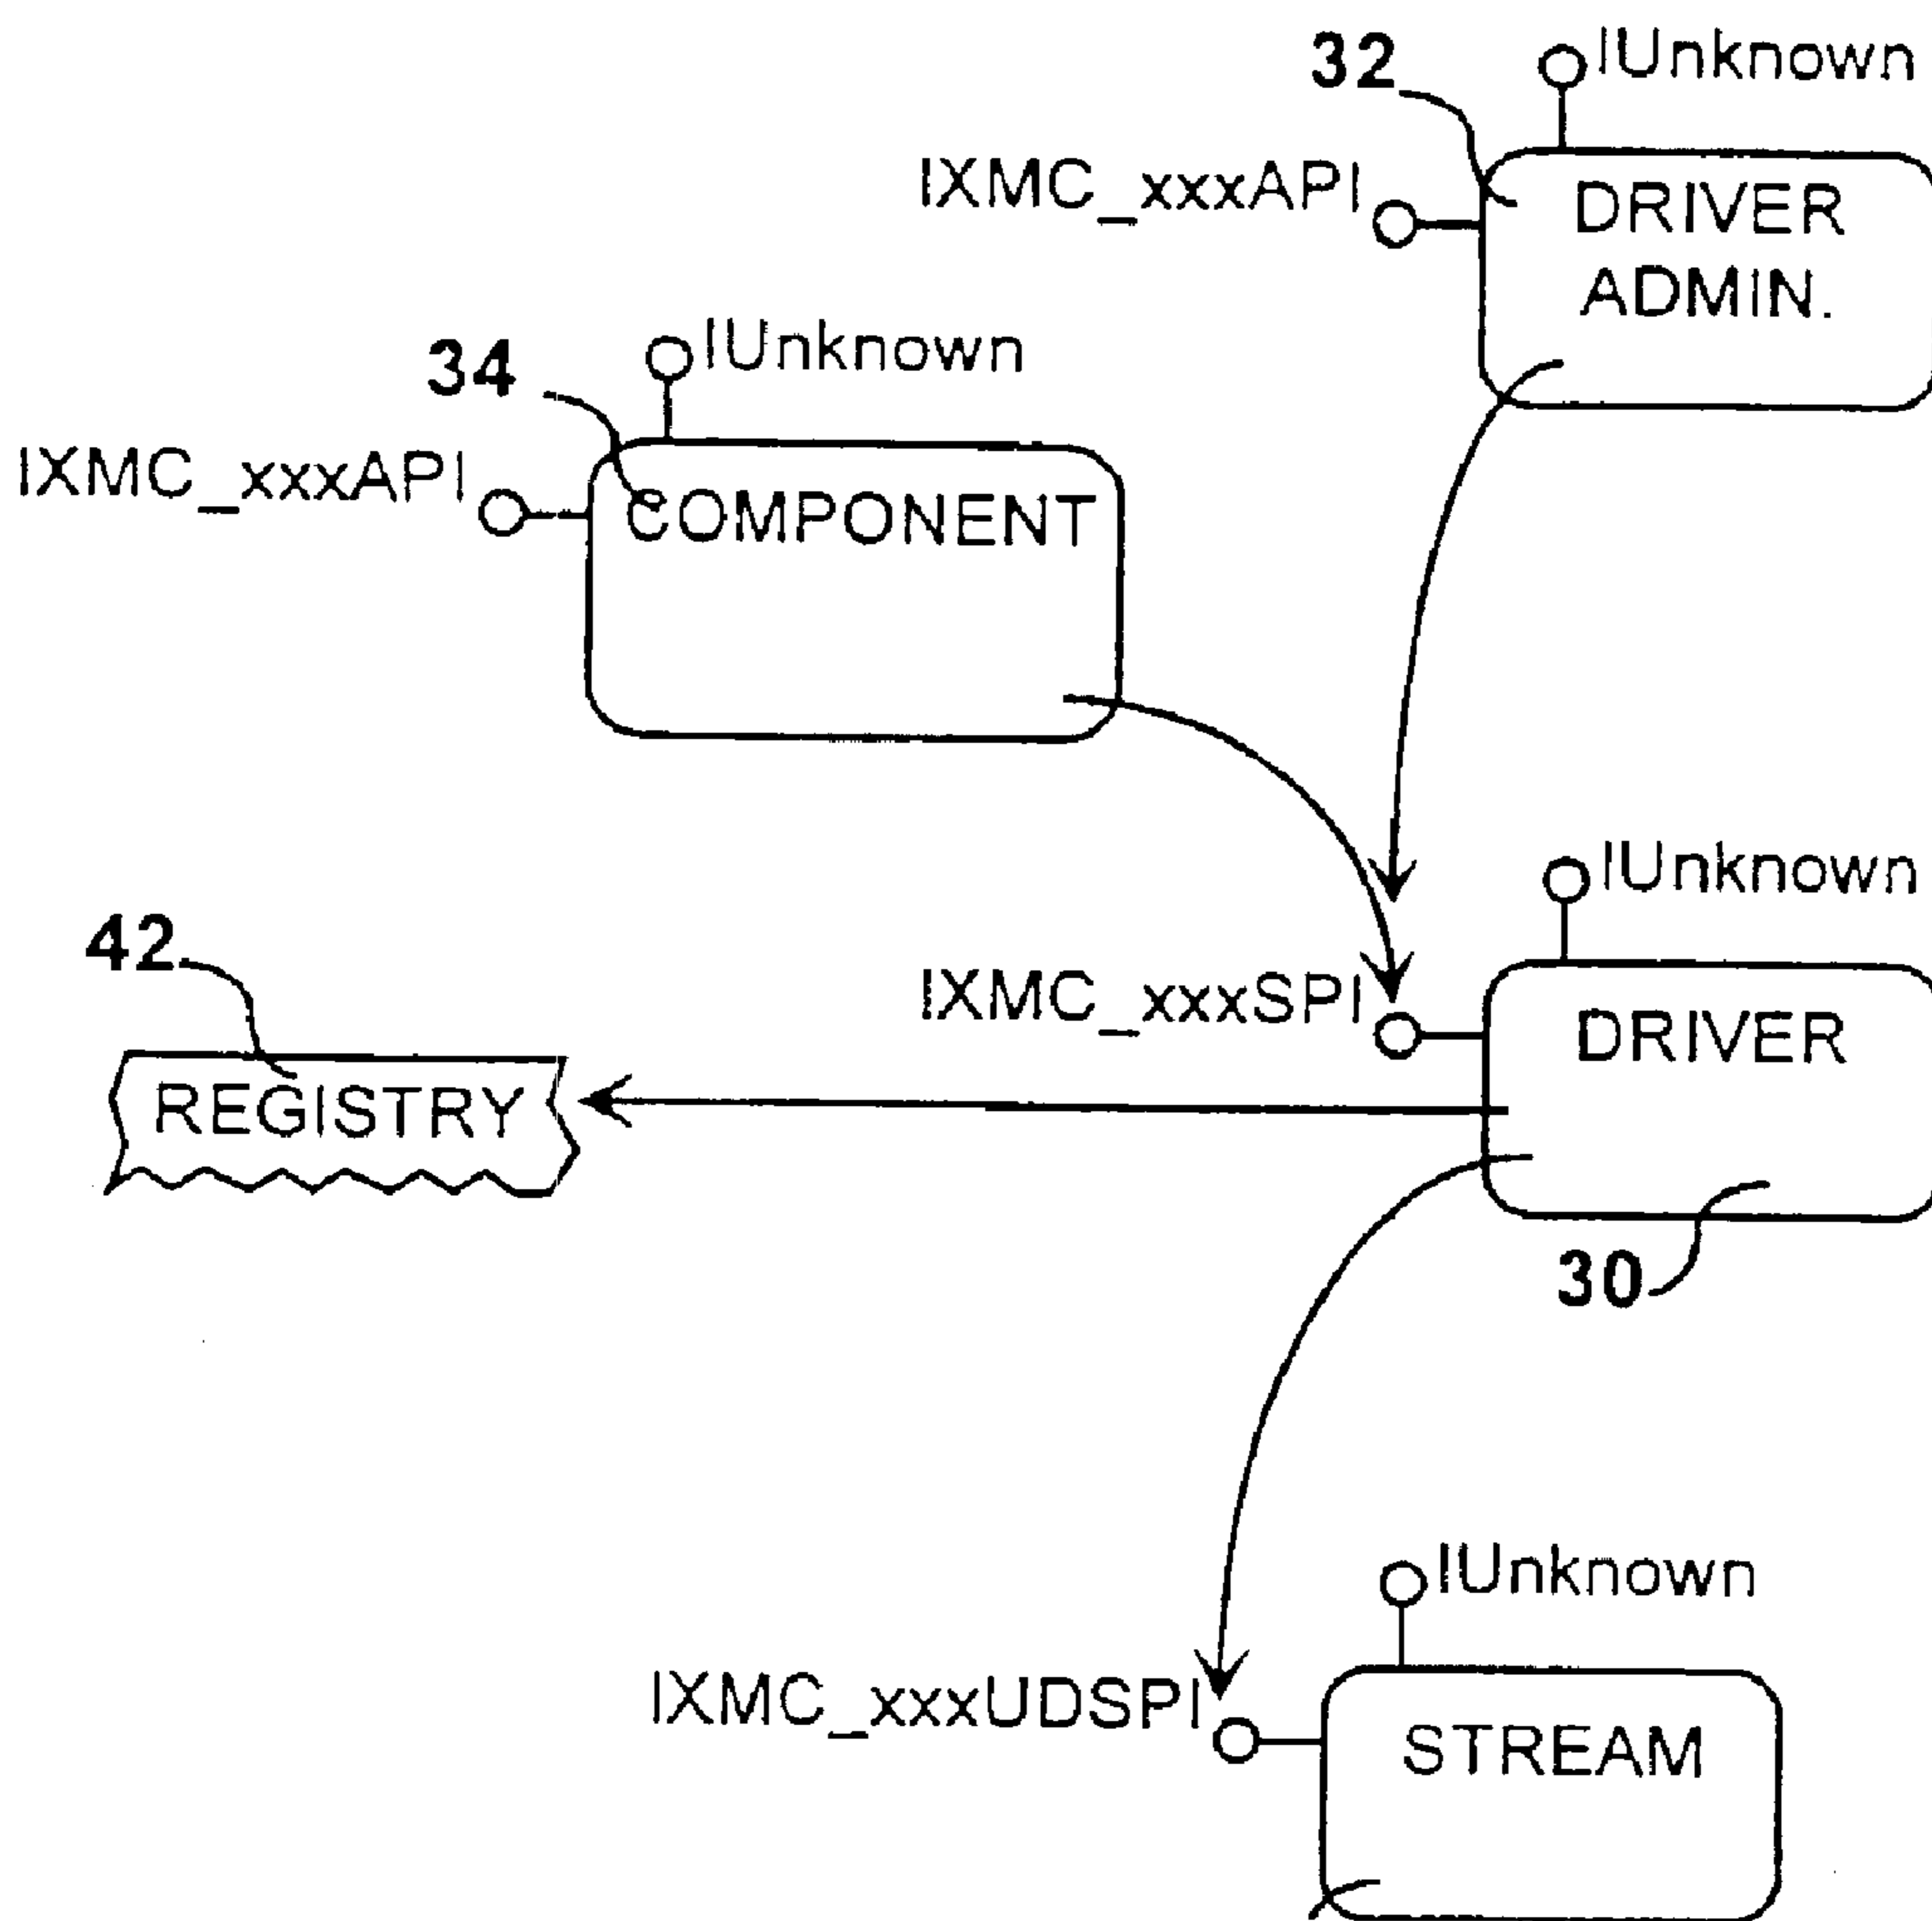 32
IUnknown
IXMC_xxxAPI
DRIVER
ADMIN.
34
IUnknown
IXMC_xxxAPI
COMPONENT
IUnknown
42
IXMC_xxxSPI
DRIVER
REGISTRY
30
IUnknown
IXMC_xxxUDSPI
STREAM